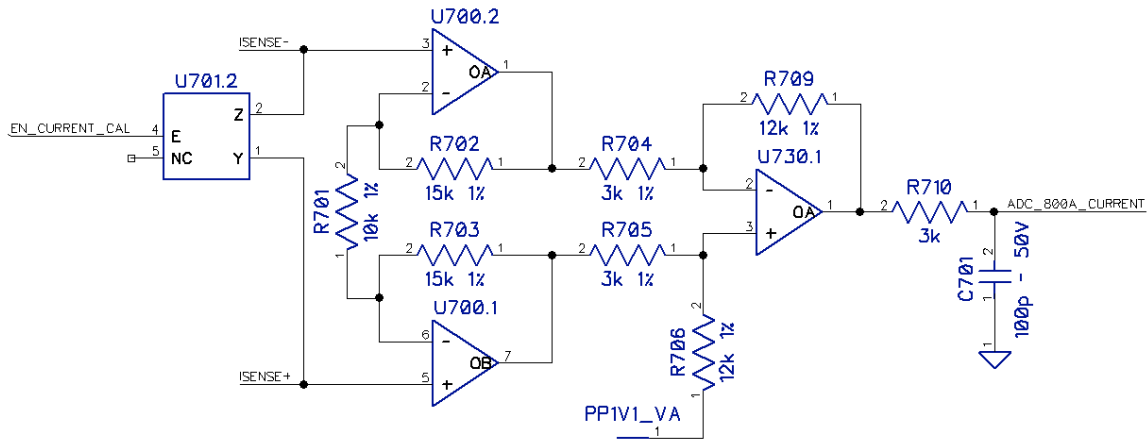 U700.2
ISENSE-
3
+
OA
1
2
-
U701.2
Z
2
EN_CURRENT_CAL
4
E
5
NC
Y
1
R709
2
1
12k 1%
R702
2
1
15k 1%
R704
2
1
3k 1%
U730.1
2
-
OA
1
3
+
R710
2
1
3k
ADC_800A_CURRENT
2
R701
10k 1%
1
R703
2
1
15k 1%
R705
2
1
3k 1%
2
C701
100p - 50V
1
1
U700.1
6
-
OB
7
5
+
ISENSE+
2
R706
12k 1%
1
PP1V1_VA
1